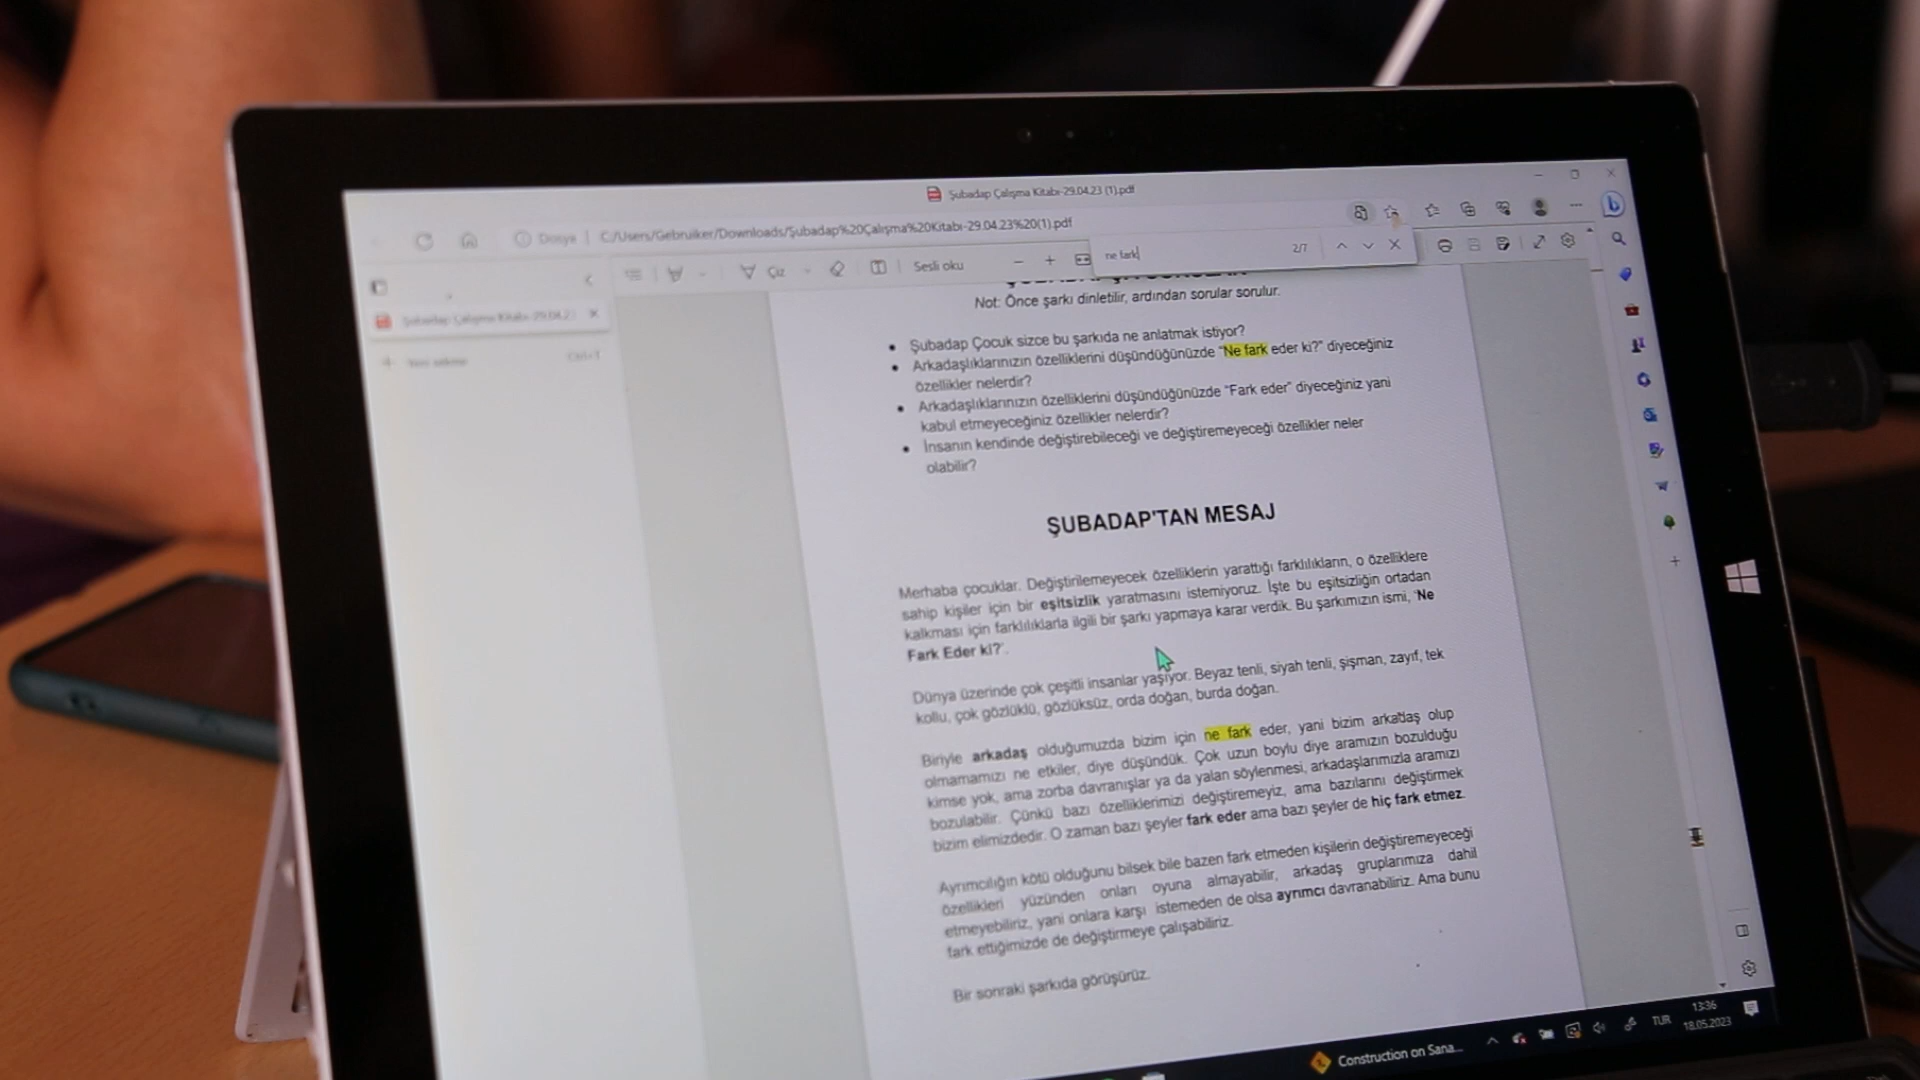 Şubadap Çalışma Kitabı-29.04.23 (1).pdf
Dosya | C:/Users/Gebruiker/Downloads/Şubadap%20Çalışma%20Kitabı-29.04.23%20(1).pdf
ne fark 2/7
Çiz Sesli oku
Şubadap Çalışma Kitabı-29.04.2
Yeni sekme Ctrl+T
Not: Önce şarkı dinletilir, ardından sorular sorulur.
• Şubadap Çocuk sizce bu şarkıda ne anlatmak istiyor?
• Arkadaşlıklarınızın özelliklerini düşündüğünüzde “Ne fark eder ki?” diyeceğiniz
özellikler nelerdir?
• Arkadaşlıklarınızın özelliklerini düşündüğünüzde “Fark eder” diyeceğiniz yani
kabul etmeyeceğiniz özellikler nelerdir?
• İnsanın kendinde değiştirebileceği ve değiştiremeyeceği özellikler neler
olabilir?
ŞUBADAP'TAN MESAJ
Merhaba çocuklar. Değiştirilemeyecek özelliklerin yarattığı farklılıkların, o özelliklere
sahip kişiler için bir eşitsizlik yaratmasını istemiyoruz. İşte bu eşitsizliğin ortadan
kalkması için farklılıklarla ilgili bir şarkı yapmaya karar verdik. Bu şarkımızın ismi, ‘Ne
Fark Eder ki?’.
Dünya üzerinde çok çeşitli insanlar yaşıyor. Beyaz tenli, siyah tenli, şişman, zayıf, tek
kollu, çok gözlüklü, gözlüksüz, orda doğan, burda doğan.
Biriyle arkadaş olduğumuzda bizim için ne fark eder, yani bizim arkadaş olup
olmamamızı ne etkiler, diye düşündük. Çok uzun boylu diye aramızın bozulduğu
kimse yok, ama zorba davranışlar ya da yalan söylenmesi, arkadaşlarımızla aramızı
bozulabilir. Çünkü bazı özelliklerimizi değiştiremeyiz, ama bazılarını değiştirmek
bizim elimizdedir. O zaman bazı şeyler fark eder ama bazı şeyler de hiç fark etmez.
Ayrımcılığın kötü olduğunu bilsek bile bazen fark etmeden kişilerin değiştiremeyeceği
özellikleri yüzünden onları oyuna almayabilir, arkadaş gruplarımıza dahil
etmeyebiliriz, yani onlara karşı istemeden de olsa ayrımcı davranabiliriz. Ama bunu
fark ettiğimizde de değiştirmeye çalışabiliriz.
Bir sonraki şarkıda görüşürüz.
Construction on Sana... TUR 13:36
18.05.2023